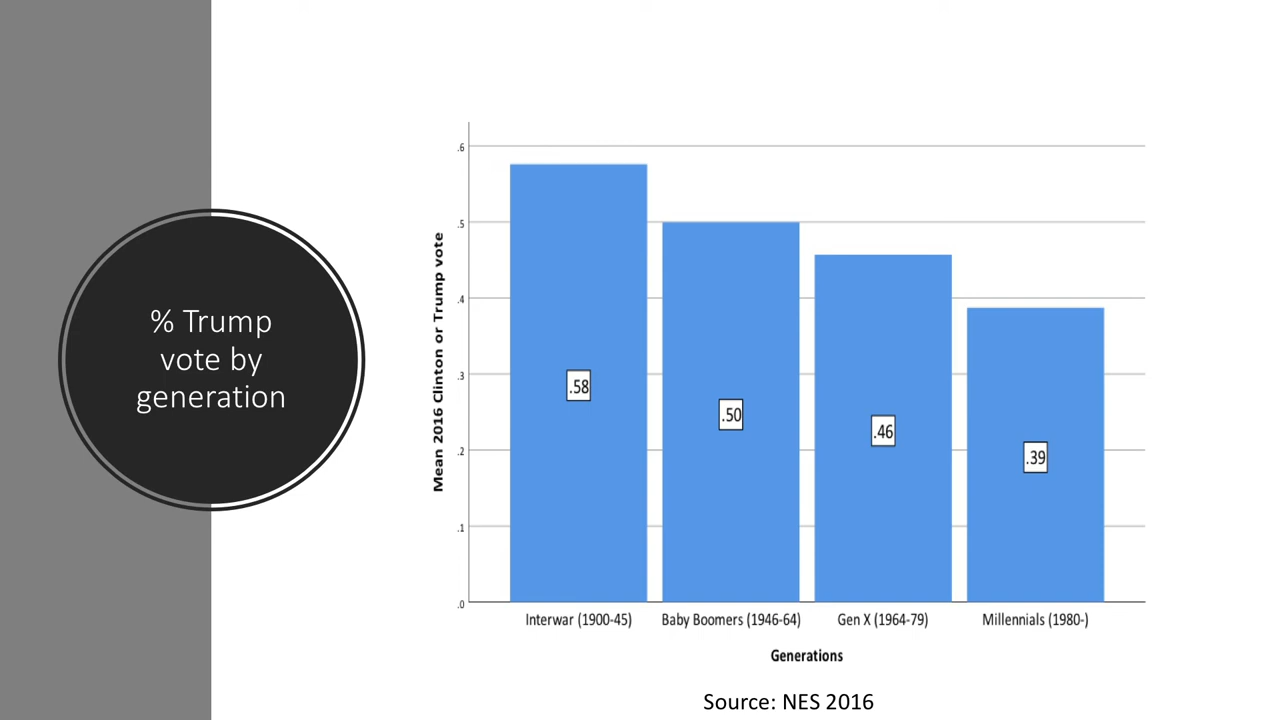 % Trump
vote by
generation
Mean 2016 Clinton or Trump vote
.6
.5
.4
.3
.2
.1
.0
.58
.50
.46
.39
Interwar (1900-45)
Baby Boomers (1946-64)
Gen X (1964-79)
Millennials (1980-)
Generations
Source: NES 2016